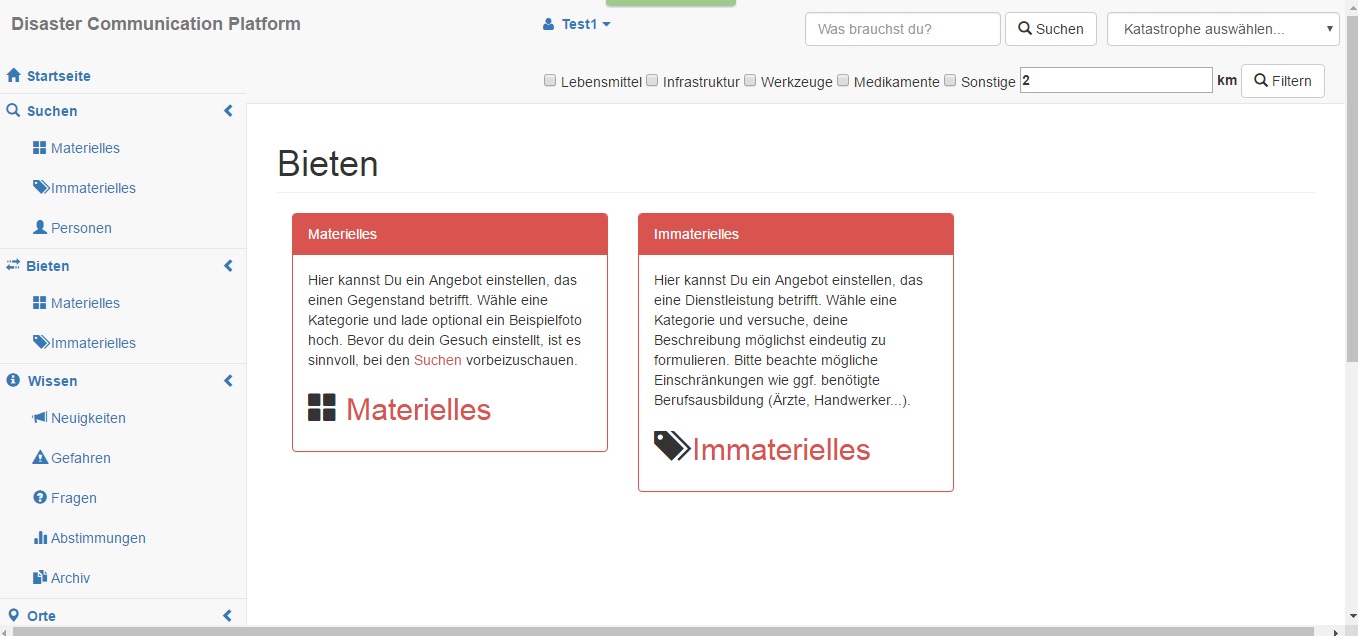 Disaster Communication Platform
Test1
Was brauchst du?
Suchen
Katastrophe auswählen...
Lebensmittel Infrastruktur Werkzeuge Medikamente Sonstige 2 km Filtern
Startseite
Suchen
Materielles
Immaterielles
Personen
Bieten
Materielles
Immaterielles
Wissen
Neuigkeiten
Gefahren
Fragen
Abstimmungen
Archiv
Orte
Bieten
Materielles
Hier kannst Du ein Angebot einstellen, das
einen Gegenstand betrifft. Wähle eine
Kategorie und lade optional ein Beispielfoto
hoch. Bevor du dein Gesuch einstellt, ist es
sinnvoll, bei den Suchen vorbeizuschauen.
Materielles
Immaterielles
Hier kannst Du ein Angebot einstellen, das
eine Dienstleistung betrifft. Wähle eine
Kategorie und versuche, deine
Beschreibung möglichst eindeutig zu
formulieren. Bitte beachte mögliche
Einschränkungen wie ggf. benötigte
Berufsausbildung (Ärzte, Handwerker...).
Immaterielles